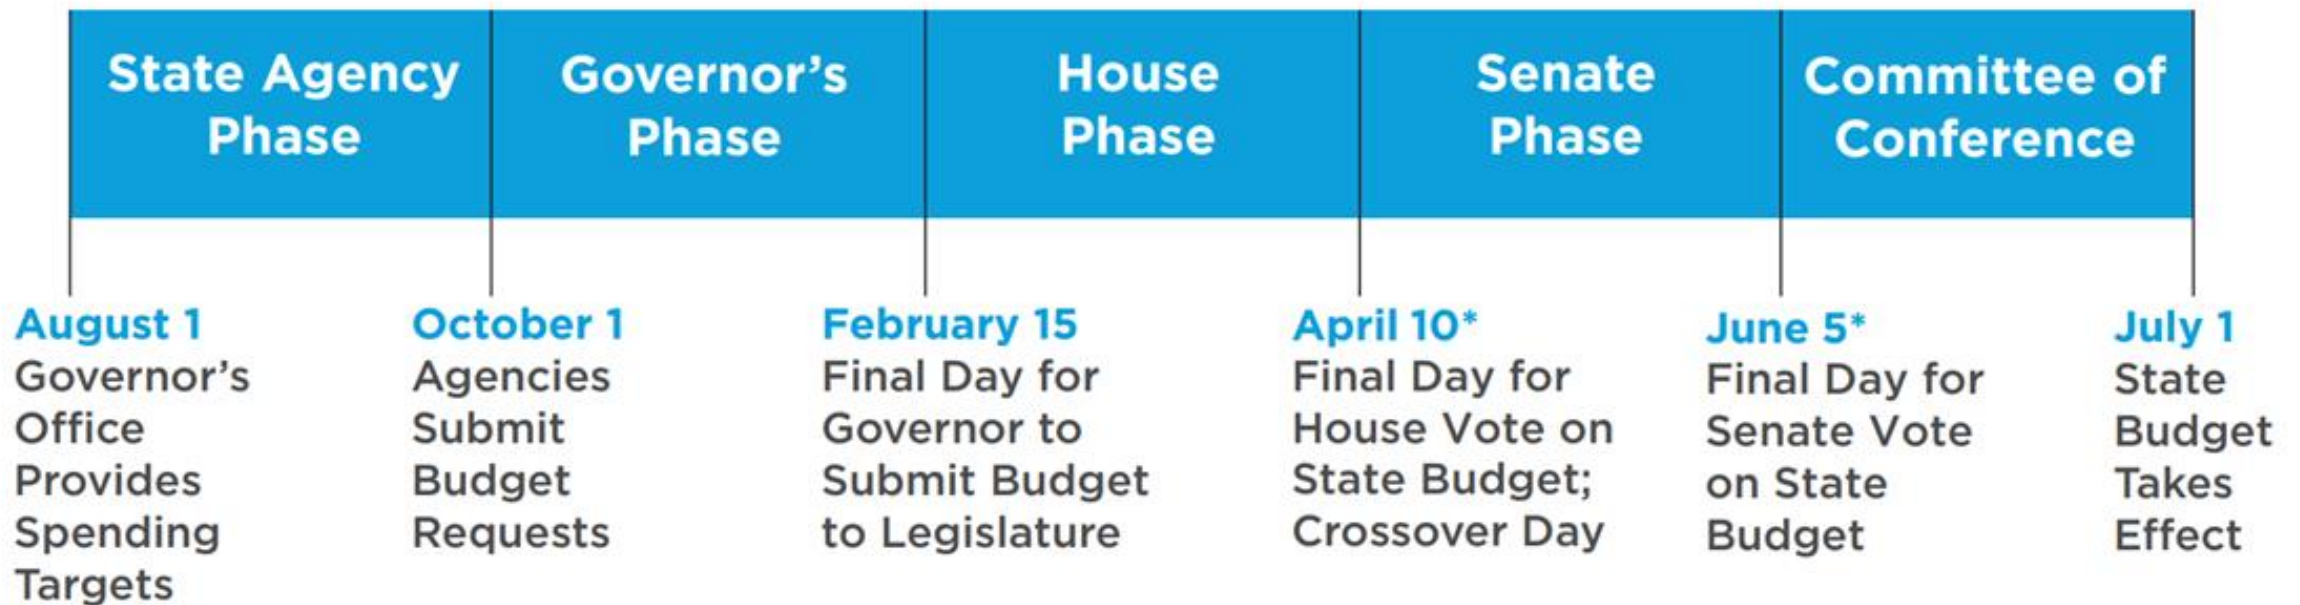 State Agency
Phase
Governor’s
Phase
House
Phase
Senate
Phase
Committee of
Conference
August 1
Governor’s
Office
Provides
Spending
Targets
October 1
Agencies
Submit
Budget
Requests
February 15
Final Day for
Governor to
Submit Budget
to Legislature
April 10*
Final Day for
House Vote on
State Budget;
Crossover Day
June 5*
Final Day for
Senate Vote
on State
Budget
July 1
State
Budget
Takes
Effect